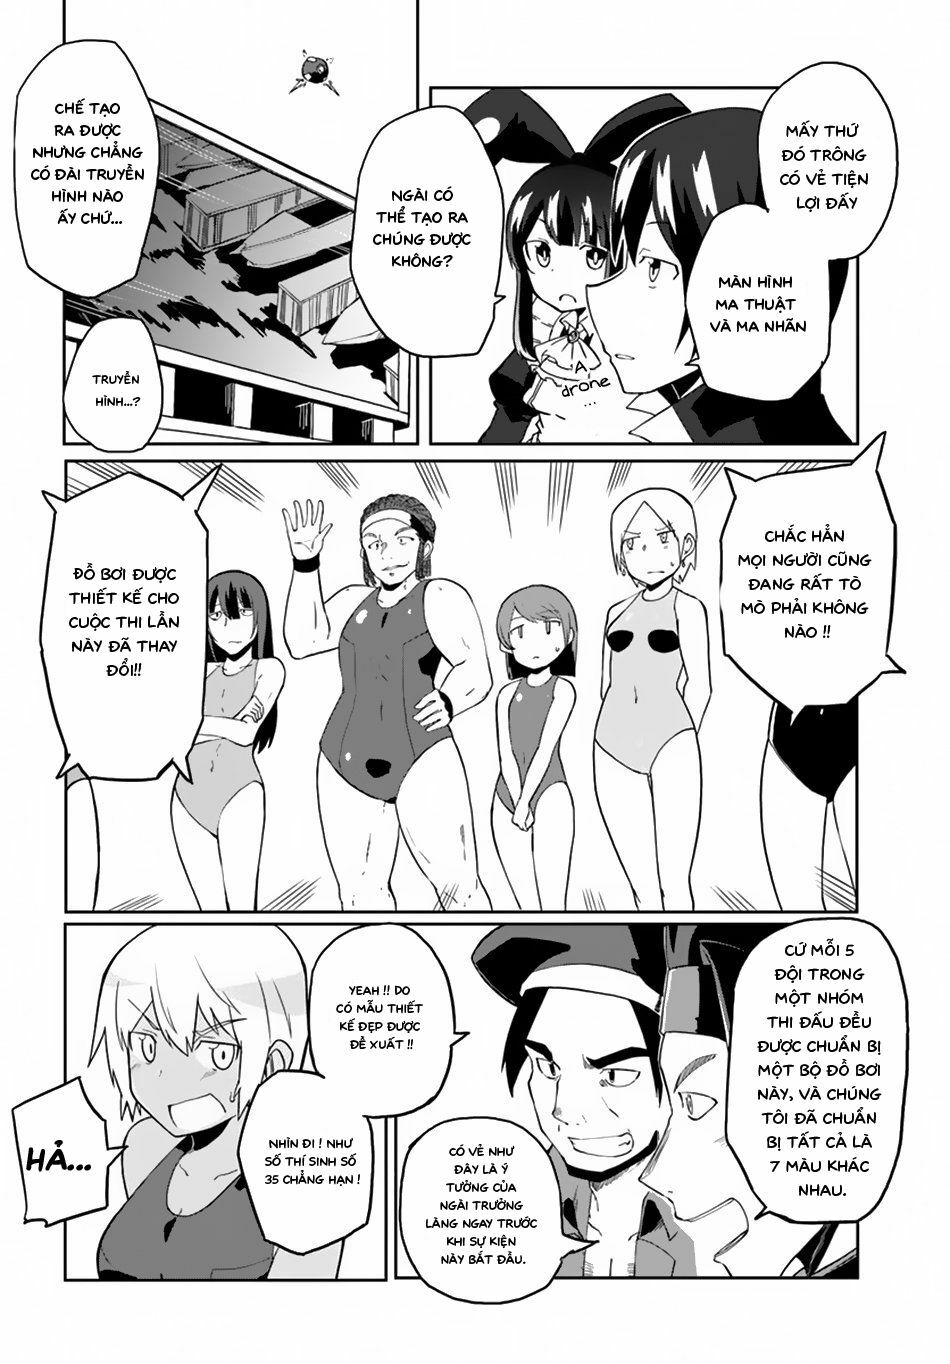 MẤY THỨ
ĐÓ TRÔNG
CÓ VẺ TIỆN
LỢI ĐẤY
MÀN HÌNH
MA THUẬT
VÀ MA NHÃN
A
drone
...
NGÀI CÓ
THỂ TẠO RA
CHÚNG ĐƯỢC
KHÔNG?
CHẾ TẠO
RA ĐƯỢC
NHƯNG CHẲNG
CÓ ĐÀI TRUYỀN
HÌNH NÀO
ẤY CHỨ...
TRUYỀN
HÌNH...?
CHẮC HẲN
MỌI NGƯỜI CŨNG
ĐANG RẤT TÒ
MÒ PHẢI KHÔNG
NÀO !!
ĐỒ BƠI ĐƯỢC
THIẾT KẾ CHO
CUỘC THI LẦN
NÀY ĐÃ THAY
ĐỔI!!
CỨ MỖI 5
ĐỘI TRONG
MỘT NHÓM
THI ĐẤU ĐỀU
ĐƯỢC CHUẨN BỊ
MỘT BỘ ĐỒ BƠI
NÀY, VÀ CHÚNG
TÔI ĐÃ CHUẨN
BỊ TẤT CẢ LÀ
7 MÀU KHÁC
NHAU.
CÓ VẺ NHƯ
ĐÂY LÀ Ý
TƯỞNG CỦA
NGÀI TRƯỞNG
LÀNG NGAY TRƯỚC
KHI SỰ KIỆN
NÀY BẮT ĐẦU.
YEAH !! DO
CÓ MẪU THIẾT
KẾ ĐẸP ĐƯỢC
ĐỀ XUẤT !!
NHÌN ĐI ! NHƯ
SỐ THÍ SINH SỐ
35 CHẲNG HẠN !
HẢ...